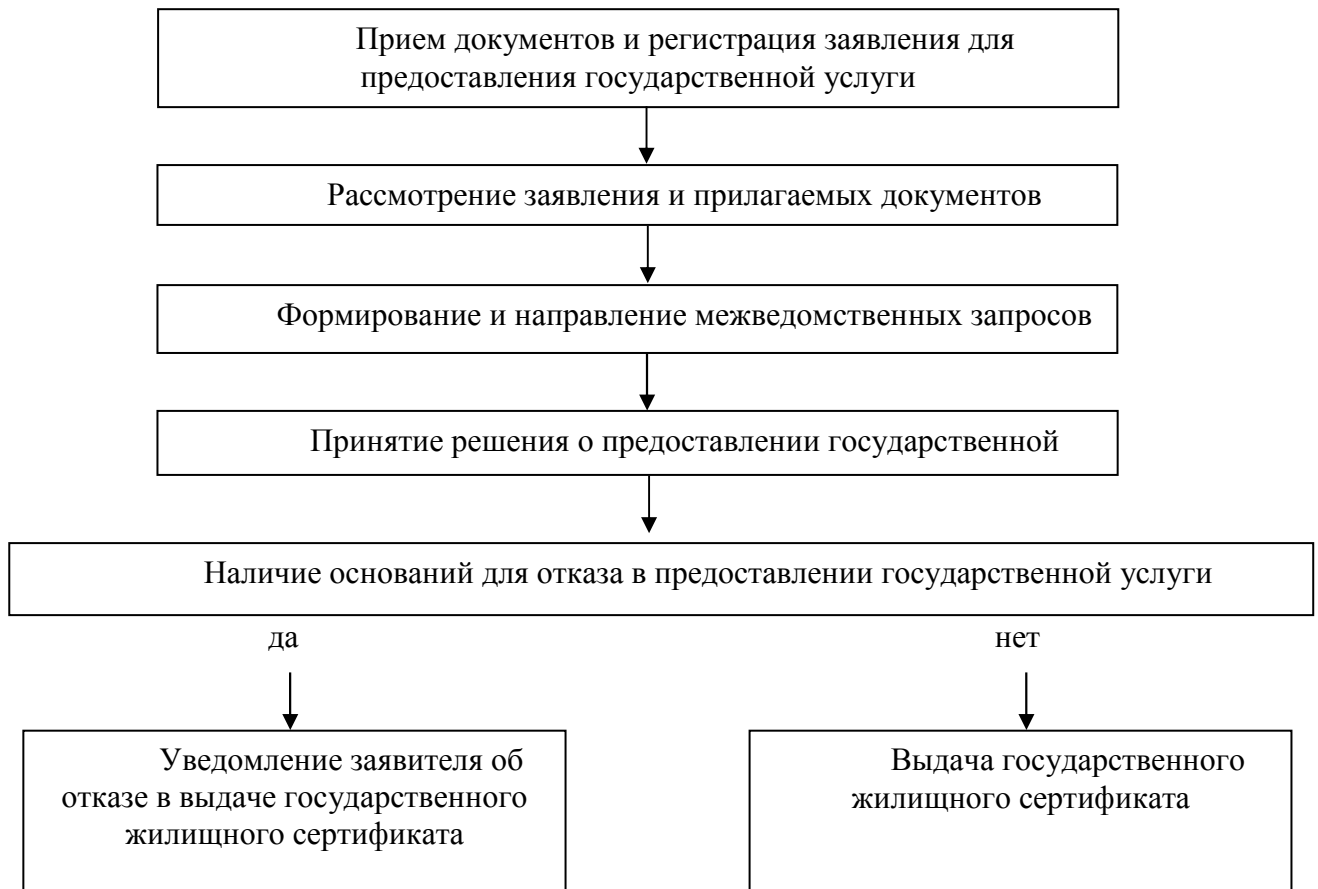 Прием документов и регистрация заявления для
предоставления государственной услуги
Рассмотрение заявления и прилагаемых документов
Формирование и направление межведомственных запросов
Принятие решения о предоставлении государственной
Наличие оснований для отказа в предоставлении государственной услуги
да
нет
Уведомление заявителя об
отказе в выдаче государственного
жилищного сертификата
Выдача государственного
жилищного сертификата